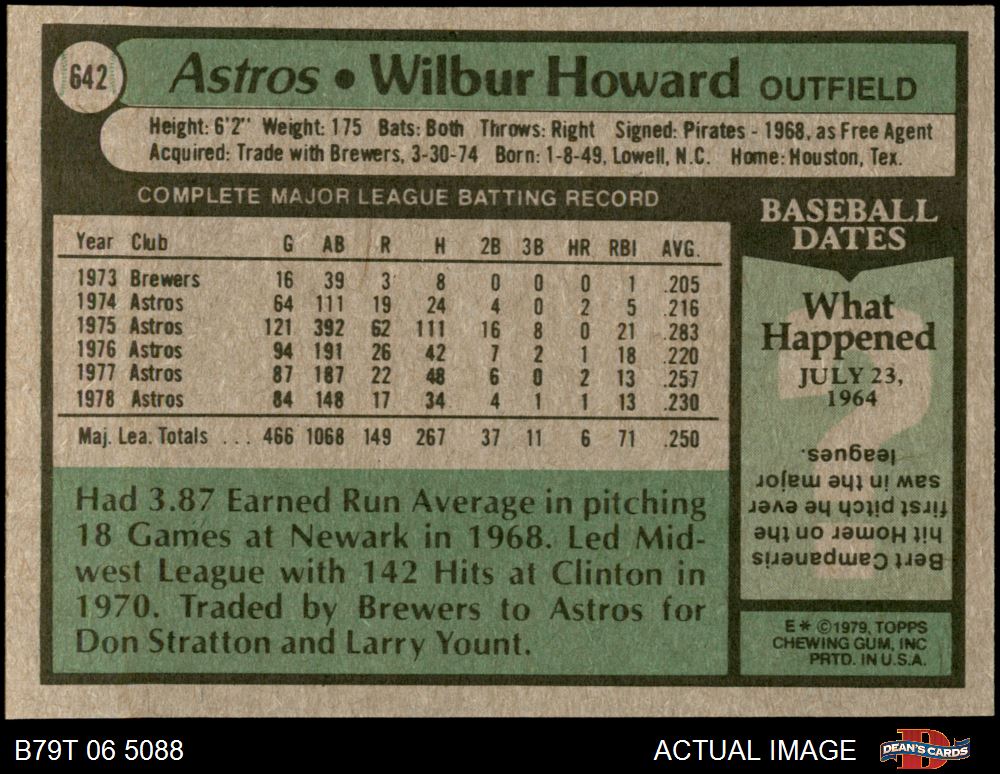 642
Astros • Wilbur Howard OUTFIELD
Height: 6'2" Weight: 175 Bats: Both Throws: Right Signed: Pirates - 1968, as Free Agent
Acquired: Trade with Brewers, 3-30-74 Born: 1-8-49, Lowell, N.C. Home: Houston, Tex.
COMPLETE MAJOR LEAGUE BATTING RECORD
Year Club G AB R H 2B 3B HR RBI AVG.
1973 Brewers 16 39 3 8 0 0 0 1 .205
1974 Astros 64 111 19 24 4 0 2 5 .216
1975 Astros 121 392 62 111 16 8 0 21 .283
1976 Astros 94 191 26 42 7 2 1 18 .220
1977 Astros 87 187 22 48 6 0 2 13 .257
1978 Astros 84 148 17 34 4 1 1 13 .230
Maj. Lea. Totals ... 466 1068 149 267 37 11 6 71 .250
Had 3.87 Earned Run Average in pitching
18 Games at Newark in 1968. Led Mid-
west League with 142 Hits at Clinton in
1970. Traded by Brewers to Astros for
Don Stratton and Larry Yount.
BASEBALL
DATES
What
Happened
JULY 23,
1964
?
Bert Campaneris
hit Homer on the
first pitch he ever
saw in the major
leagues.
E * ©1979, TOPPS
CHEWING GUM, INC
PRTD. IN U.S.A.
B79T 06 5088
ACTUAL IMAGE
DEAN'S CARDS